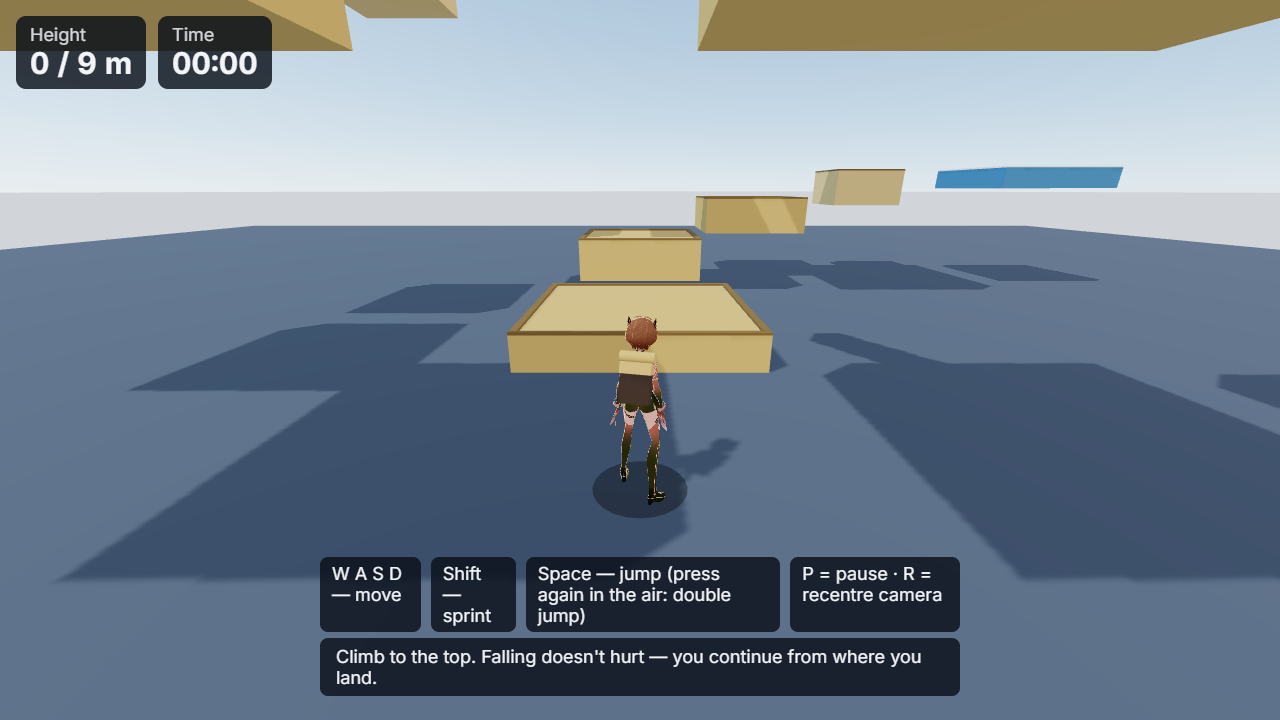 Height
0 / 9 m
Time
00:00
W A S D
— move
Shift
—
sprint
Space — jump (press
again in the air: double
jump)
P = pause · R =
recentre camera
Climb to the top. Falling doesn't hurt — you continue from where you
land.